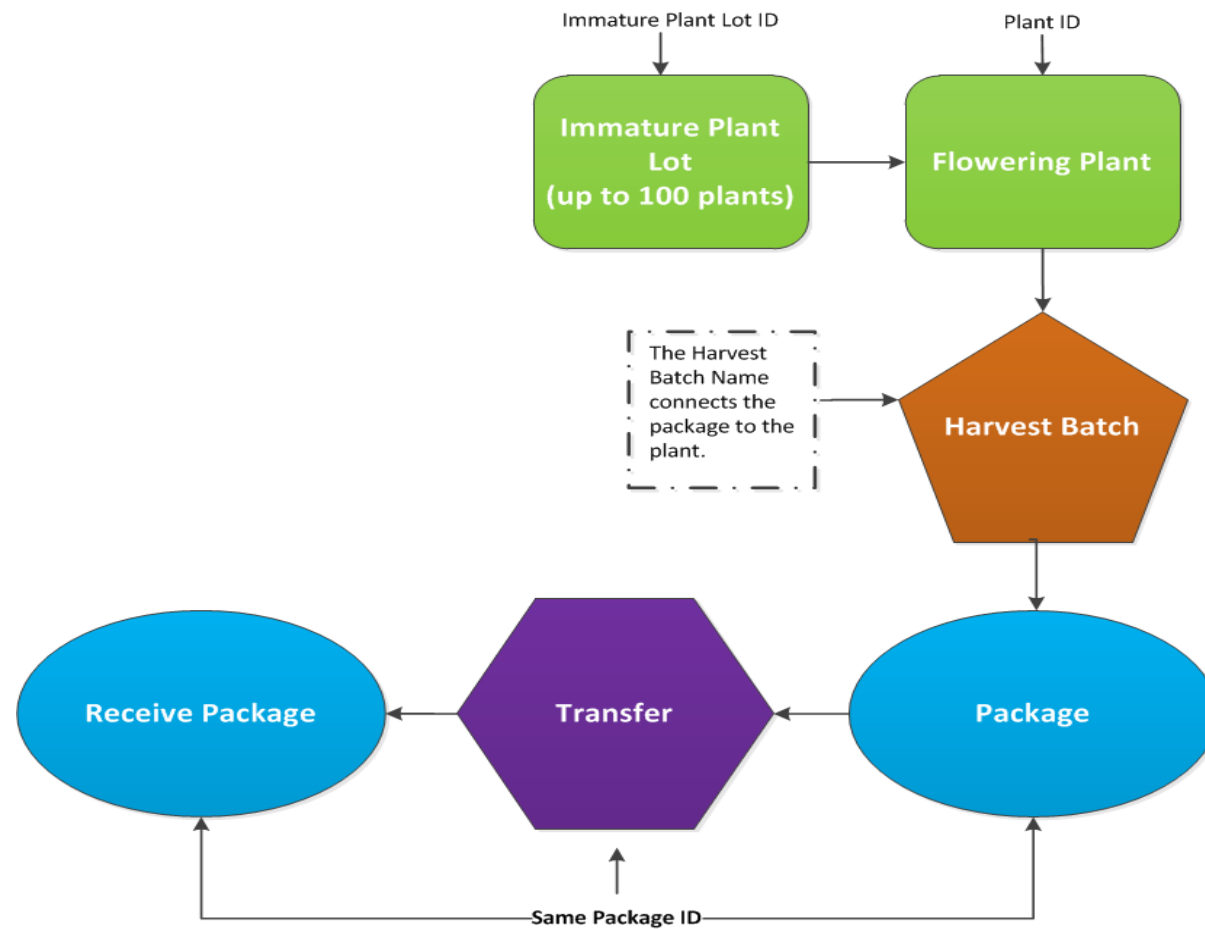 Immature Plant Lot ID
Plant ID
Immature Plant
Lot
(up to 100 plants)
Flowering Plant
The Harvest
Batch Name
connects the
package to the
plant.
Harvest Batch
Receive Package
Transfer
Package
Same Package ID